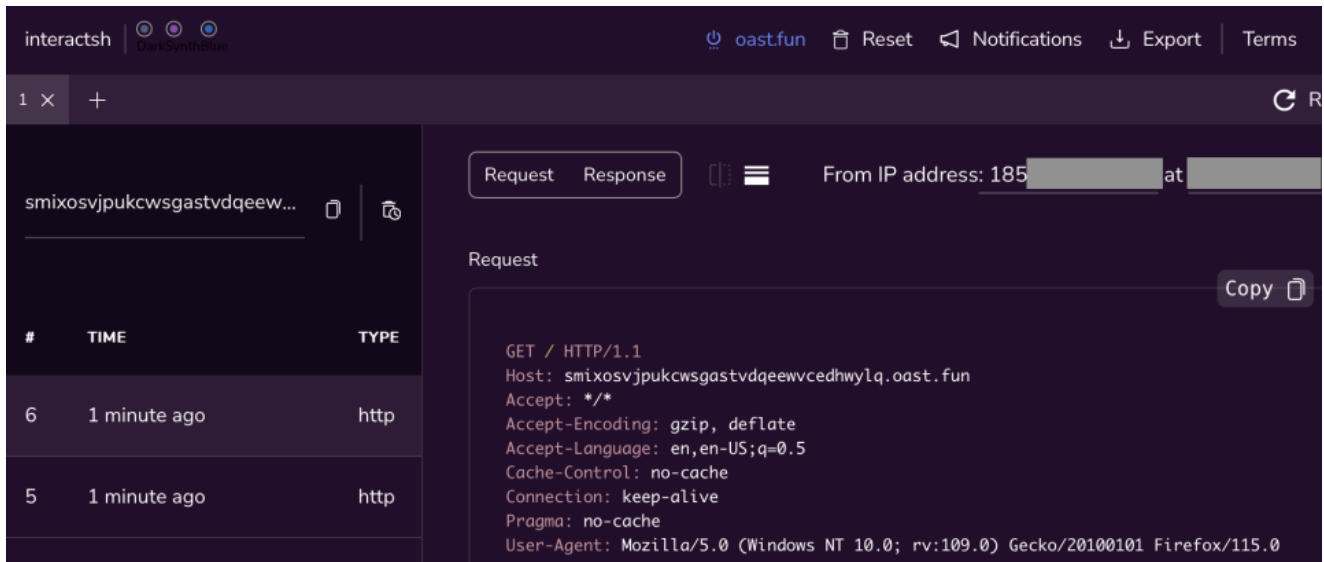 interactsh
DarkSynthBlue
oast.fun
Reset
Notifications
Export
Terms
1
R
smixosvjpukcwsgastvdqeew...
Request
Response
From IP address: 185
at
Request
Copy
# TIME TYPE
6 1 minute ago http
5 1 minute ago http
GET / HTTP/1.1
Host: smixosvjpukcwsgastvdqeewvcedhwylq.oast.fun
Accept: */*
Accept-Encoding: gzip, deflate
Accept-Language: en,en-US;q=0.5
Cache-Control: no-cache
Connection: keep-alive
Pragma: no-cache
User-Agent: Mozilla/5.0 (Windows NT 10.0; rv:109.0) Gecko/20100101 Firefox/115.0